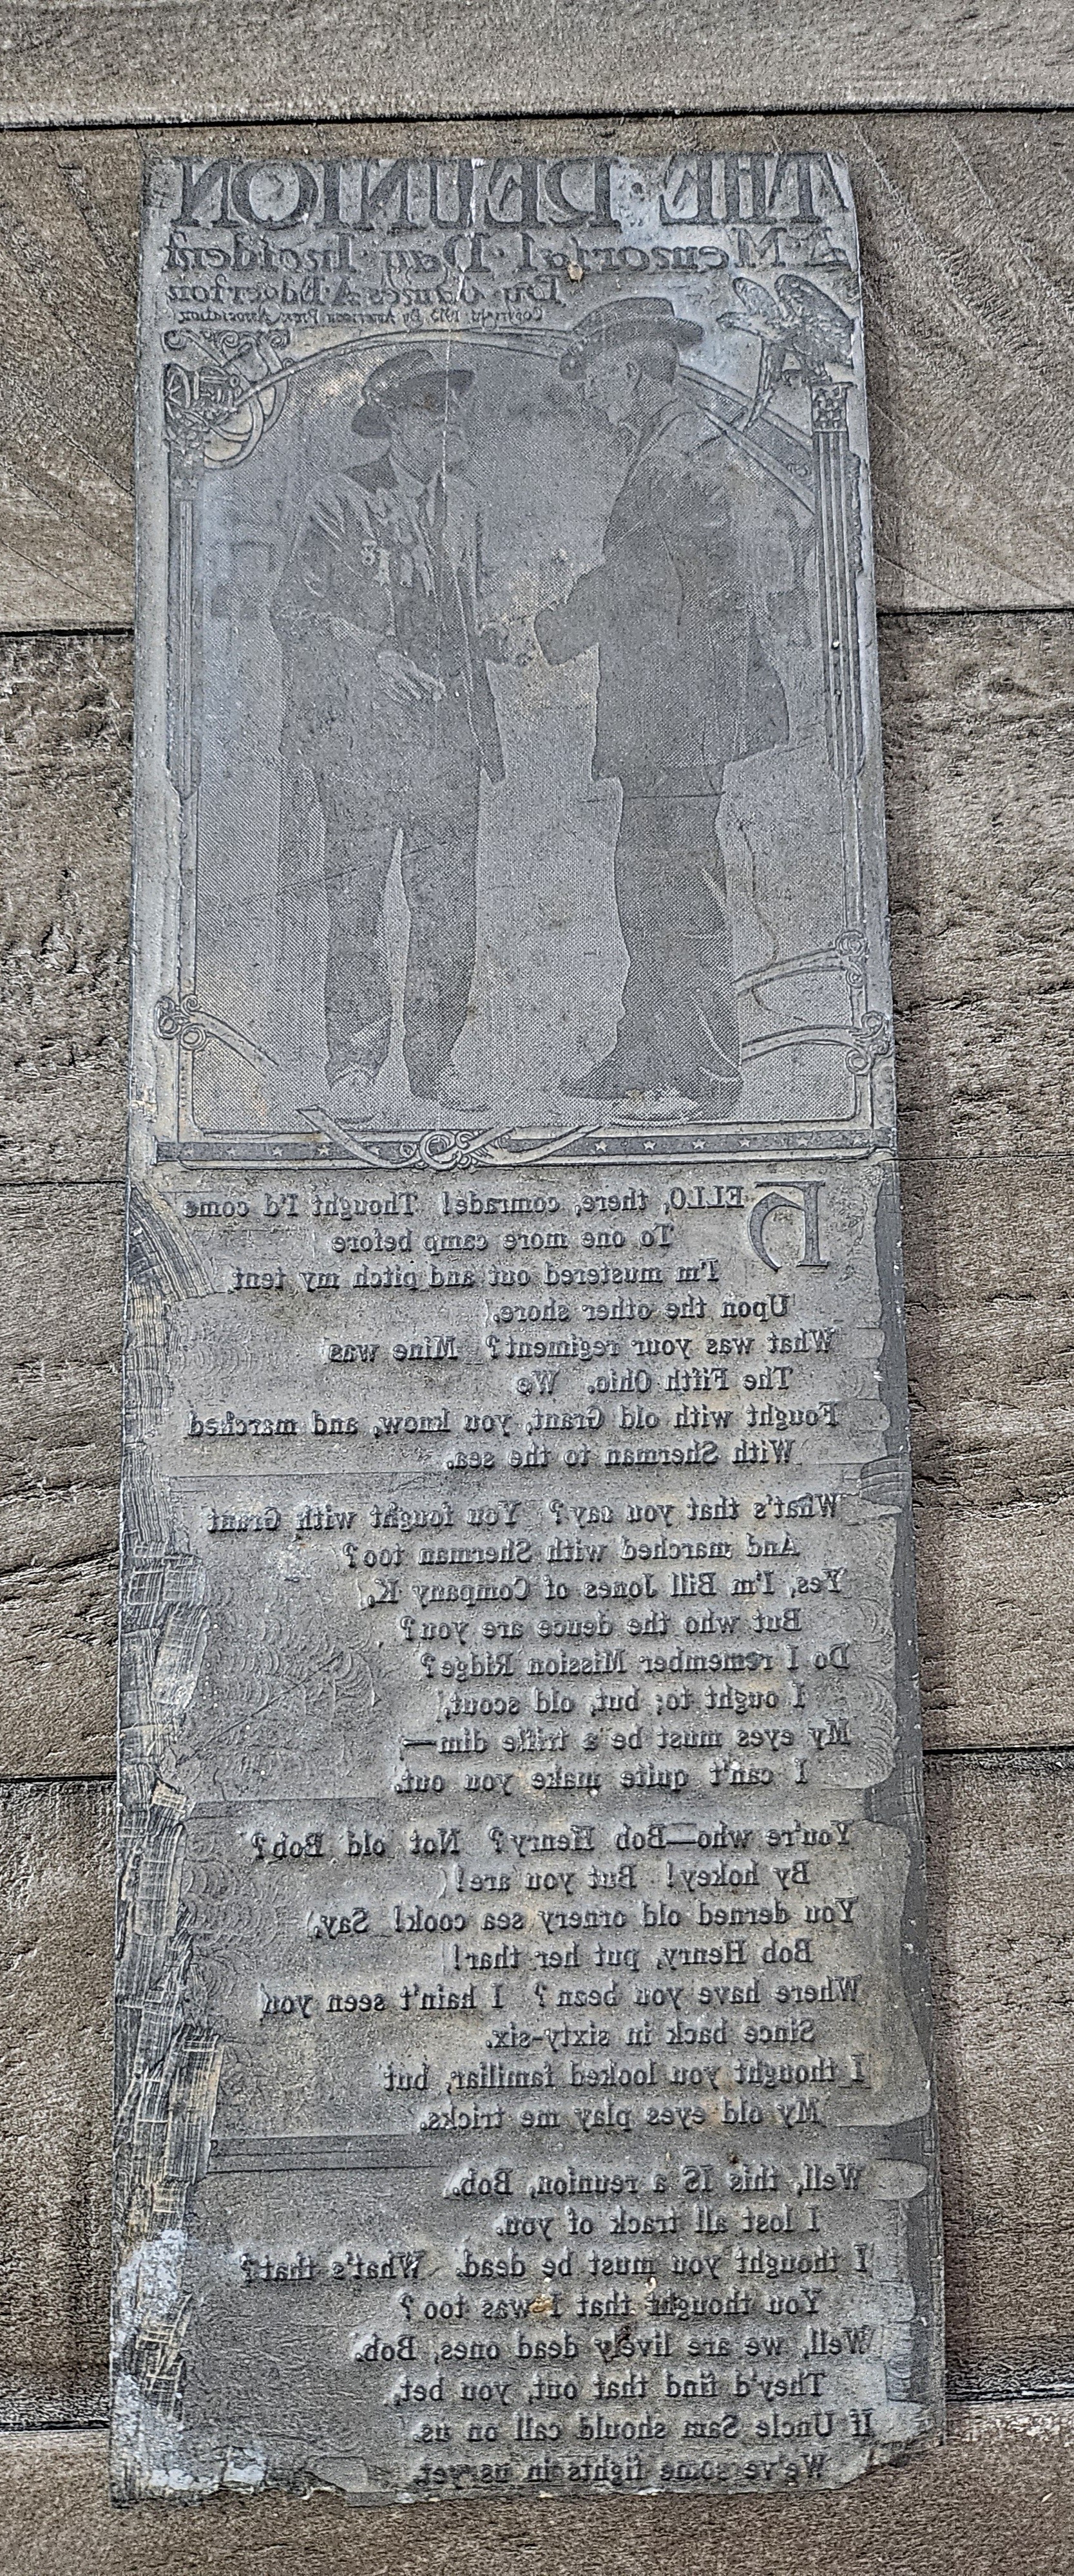 THE REUNION
A Memorial Day Incident
By James A. Edgerton
Copyright 1913 By American Press Association
HELLO, there, comrade! Thought I'd come
To one more camp before
I'm mustered out and pitch my tent
Upon the other shore.
What was your regiment? Mine was
The Fifth Ohio. We
Fought with old Grant, you know, and marched
With Sherman to the sea.
What's that you say? You fought with Grant
And marched with Sherman too?
Yes, I'm Bill Jones of Company K,
But who the deuce are you?
Do I remember Mission Ridge?
I ought to; but, old scout,
My eyes must be a trifle dim—
I can't quite make you out.
You're who—Bob Henry? Not old Bob?
By hokey! But you are!
You derned old ornery sea cook! Say,
Bob Henry, put her thar!
Where have you bean? I hain't seen you
Since back in sixty-six.
I thought you looked familiar, but
My old eyes play me tricks.
Well, this IS a reunion, Bob.
I lost all track of you.
I thought you must be dead. What's that?
You thought that I was too?
Well, we are lively dead ones, Bob.
They'd find that out, you bet,
If Uncle Sam should call on us.
We've some fights in us yet.